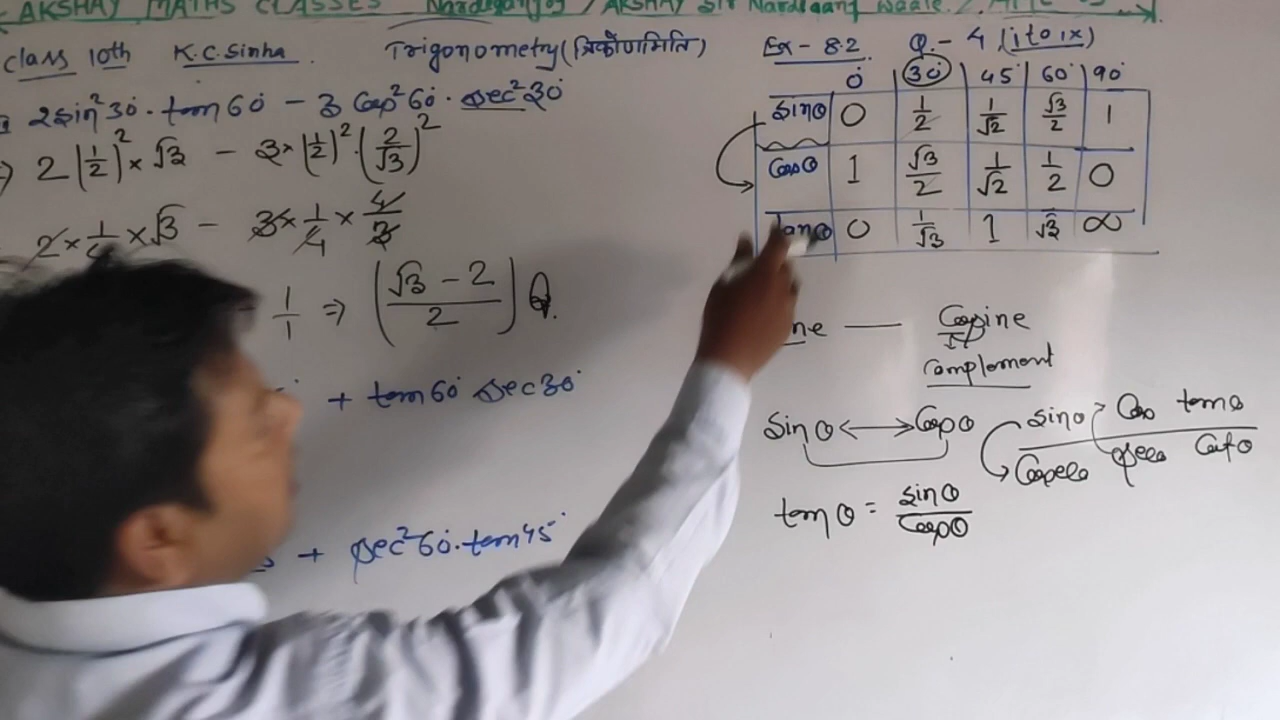 AKSHAY MATHS CLASSES Nardiganj / AKSHAY Sir Nardiganj waale /
class 10th K.C.Sinha. Trigonometry(त्रिकोणमिति) Ex - 8.2 Q.- 4 (i to ix)
2sin²30°·tan60° - 3 Cos²60°·sec²30°
⇒ 2(1/2)²×√3 - 3×(1/2)²·(2/√3)²
2×1/4×√3 - 3×1/4×4/3
1/1 ⇒ ((√3-2)/2)
+ tan60° sec30°
+ sec²60°·tan45°
0° 30° 45° 60° 90°
sinθ 0 1/2 1/√2 √3/2 1
Cosθ 1 √3/2 1/√2 1/2 0
tanθ 0 1/√3 1 √3 ∞
ne — Cosine
complement
sinθ ↔ Cosθ
sinθ Cosθ tanθ
Cosecθ secθ Cotθ
tanθ = sinθ/Cosθ